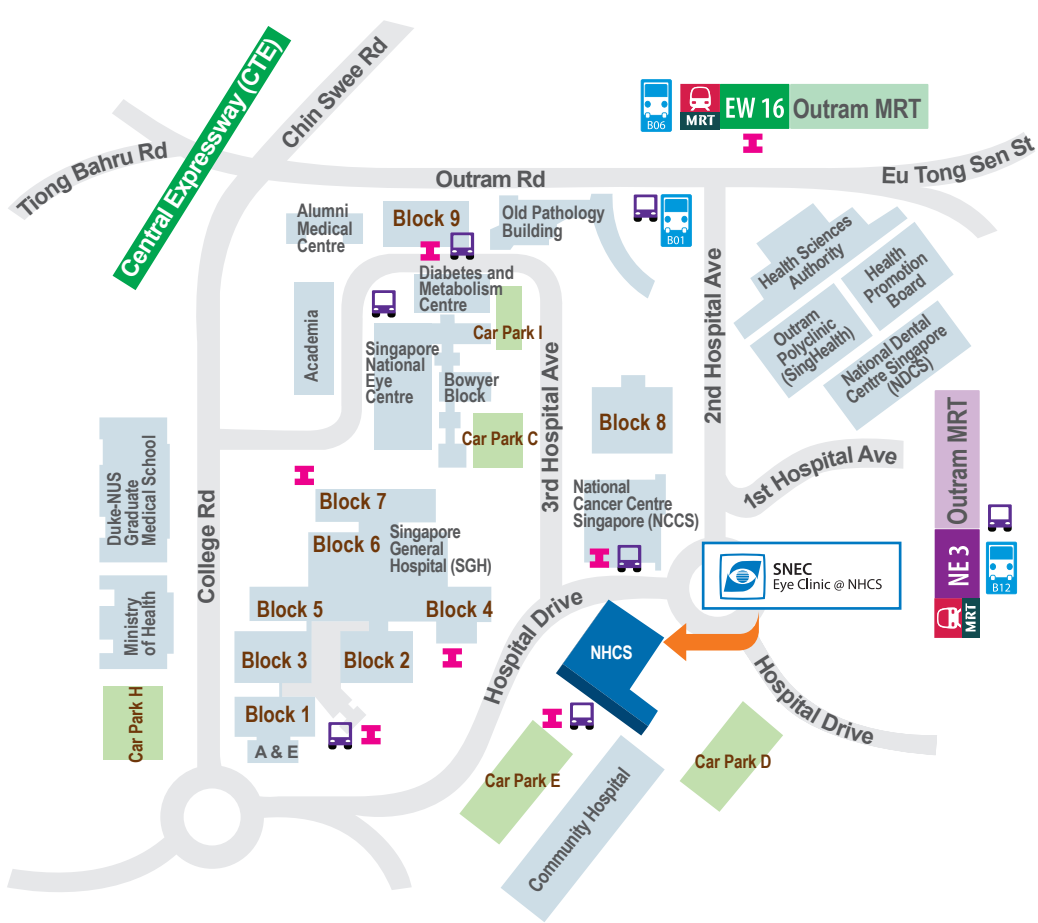 Central Expressway (CTE)
Chin Swee Rd
Tiong Bahru Rd
B06
MRT
EW 16
Outram MRT
Outram Rd
Eu Tong Sen St
Alumni
Medical
Centre
Block 9
Old Pathology
Building
B01
Health Sciences
Authority
Health
Promotion
Board
Outram
Polyclinic
(SingHealth)
National Dental
Centre Singapore
(NDCS)
Diabetes and
Metabolism
Centre
Car Park I
Academia
Singapore
National
Eye
Centre
Bowyer
Block
Car Park C
3rd Hospital Ave
2nd Hospital Ave
Block 8
1st Hospital Ave
Outram MRT
NE 3
MRT
B12
Duke-NUS
Graduate
Medical School
College Rd
Block 7
Block 6
Singapore
General
Hospital (SGH)
National
Cancer Centre
Singapore (NCCS)
SNEC
Eye Clinic @ NHCS
Ministry
of Health
Block 5
Block 4
Block 3
Block 2
Hospital Drive
NHCS
Hospital Drive
Car Park H
Block 1
A & E
Car Park E
Car Park D
Community Hospital